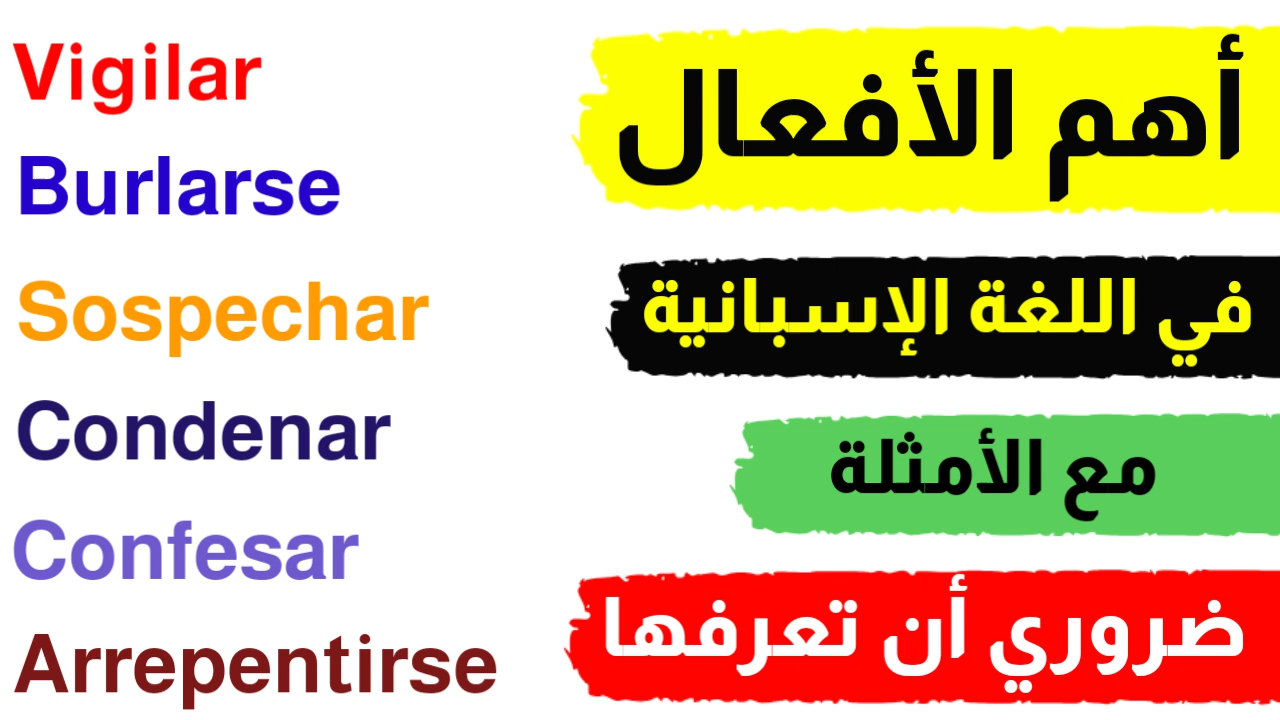 Vigilar
Burlarse
Sospechar
Condenar
Confesar
Arrepentirse
أهم الأفعال
في اللغة الإسبانية
مع الأمثلة
ضروري أن تعرفها